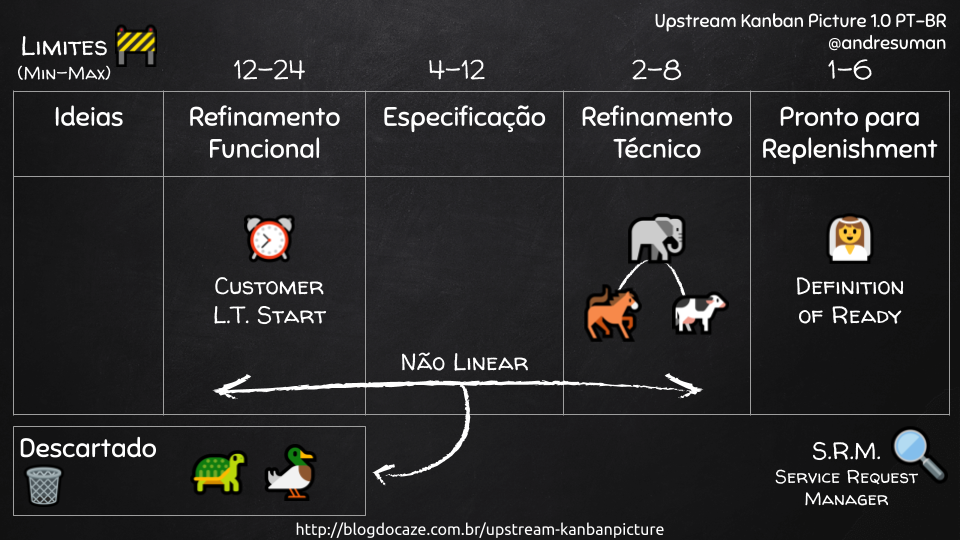 Upstream Kanban Picture 1.0 PT-BR
@andresuman
Limites
(Min-Max)
12-24
4-12
2-8
1-6
Ideias
Refinamento
Funcional
Especificação
Refinamento
Técnico
Pronto para
Replenishment
Customer
L.T. Start
Definition
of Ready
Não Linear
Descartado
S.R.M.
Service Request
Manager
http://blogdocaze.com.br/upstream-kanbanpicture